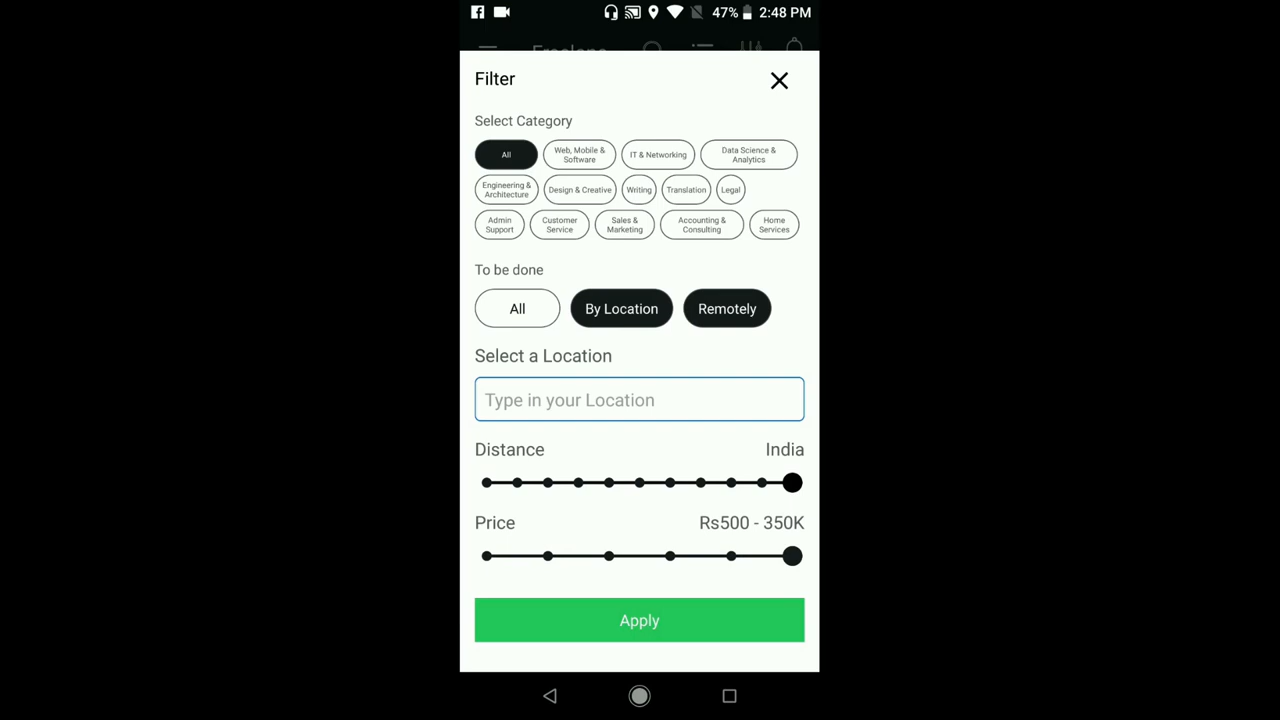 47% 2:48 PM
Filter
Select Category
All
Web, Mobile &
Software
IT & Networking
Data Science &
Analytics
Engineering &
Architecture
Design & Creative
Writing
Translation
Legal
Admin
Support
Customer
Service
Sales &
Marketing
Accounting &
Consulting
Home
Services
To be done
All
By Location
Remotely
Select a Location
Type in your Location
Distance India
Price Rs500 - 350K
Apply